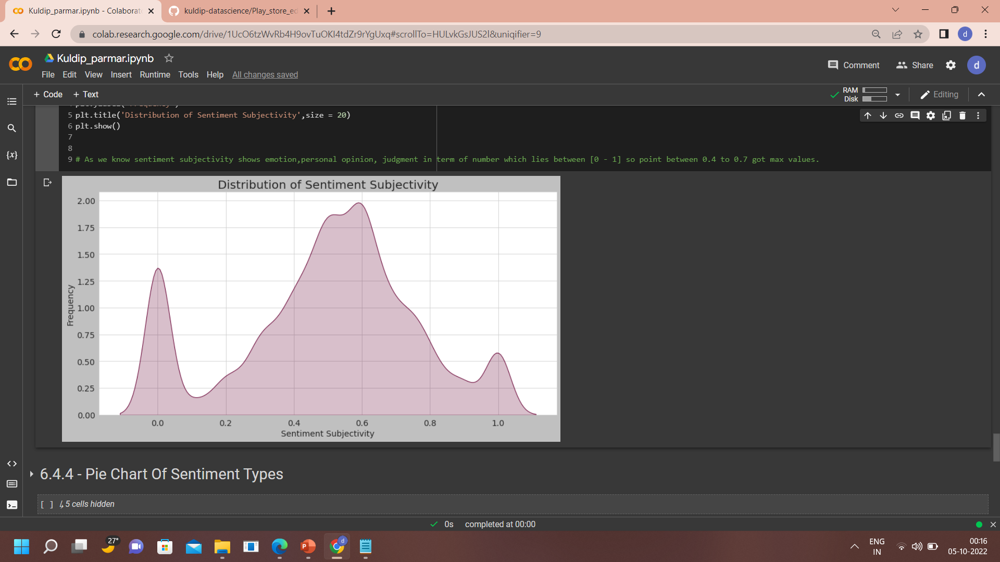 Kuldip_parmar.ipynb - Colaborat
kuldip-datascience/Play_store_ed
colab.research.google.com/drive/1UcO6tzWvRb4H9ovTuOKI4tdZr9rYgUxq#scrollTo=HULvkGsJUS2l&uniqifier=9
d
Kuldip_parmar.ipynb
Comment
Share
d
File Edit View Insert Runtime Tools Help All changes saved
+ Code + Text
RAM
Disk
Editing
5 plt.title('Distribution of Sentiment Subjectivity',size = 20)
6 plt.show()
7
8
9 # As we know sentiment subjectivity shows emotion,personal opinion, judgment in term of number which lies between [0 - 1] so point between 0.4 to 0.7 got max values.
{x}
Distribution of Sentiment Subjectivity
2.00
1.75
1.50
1.25
1.00
0.75
0.50
0.25
0.00
Frequency
0.0 0.2 0.4 0.6 0.8 1.0
Sentiment Subjectivity
6.4.4 - Pie Chart Of Sentiment Types
[ ] ↳ 5 cells hidden
0s completed at 00:00
27°
P
d
ENG
IN
00:16
05-10-2022